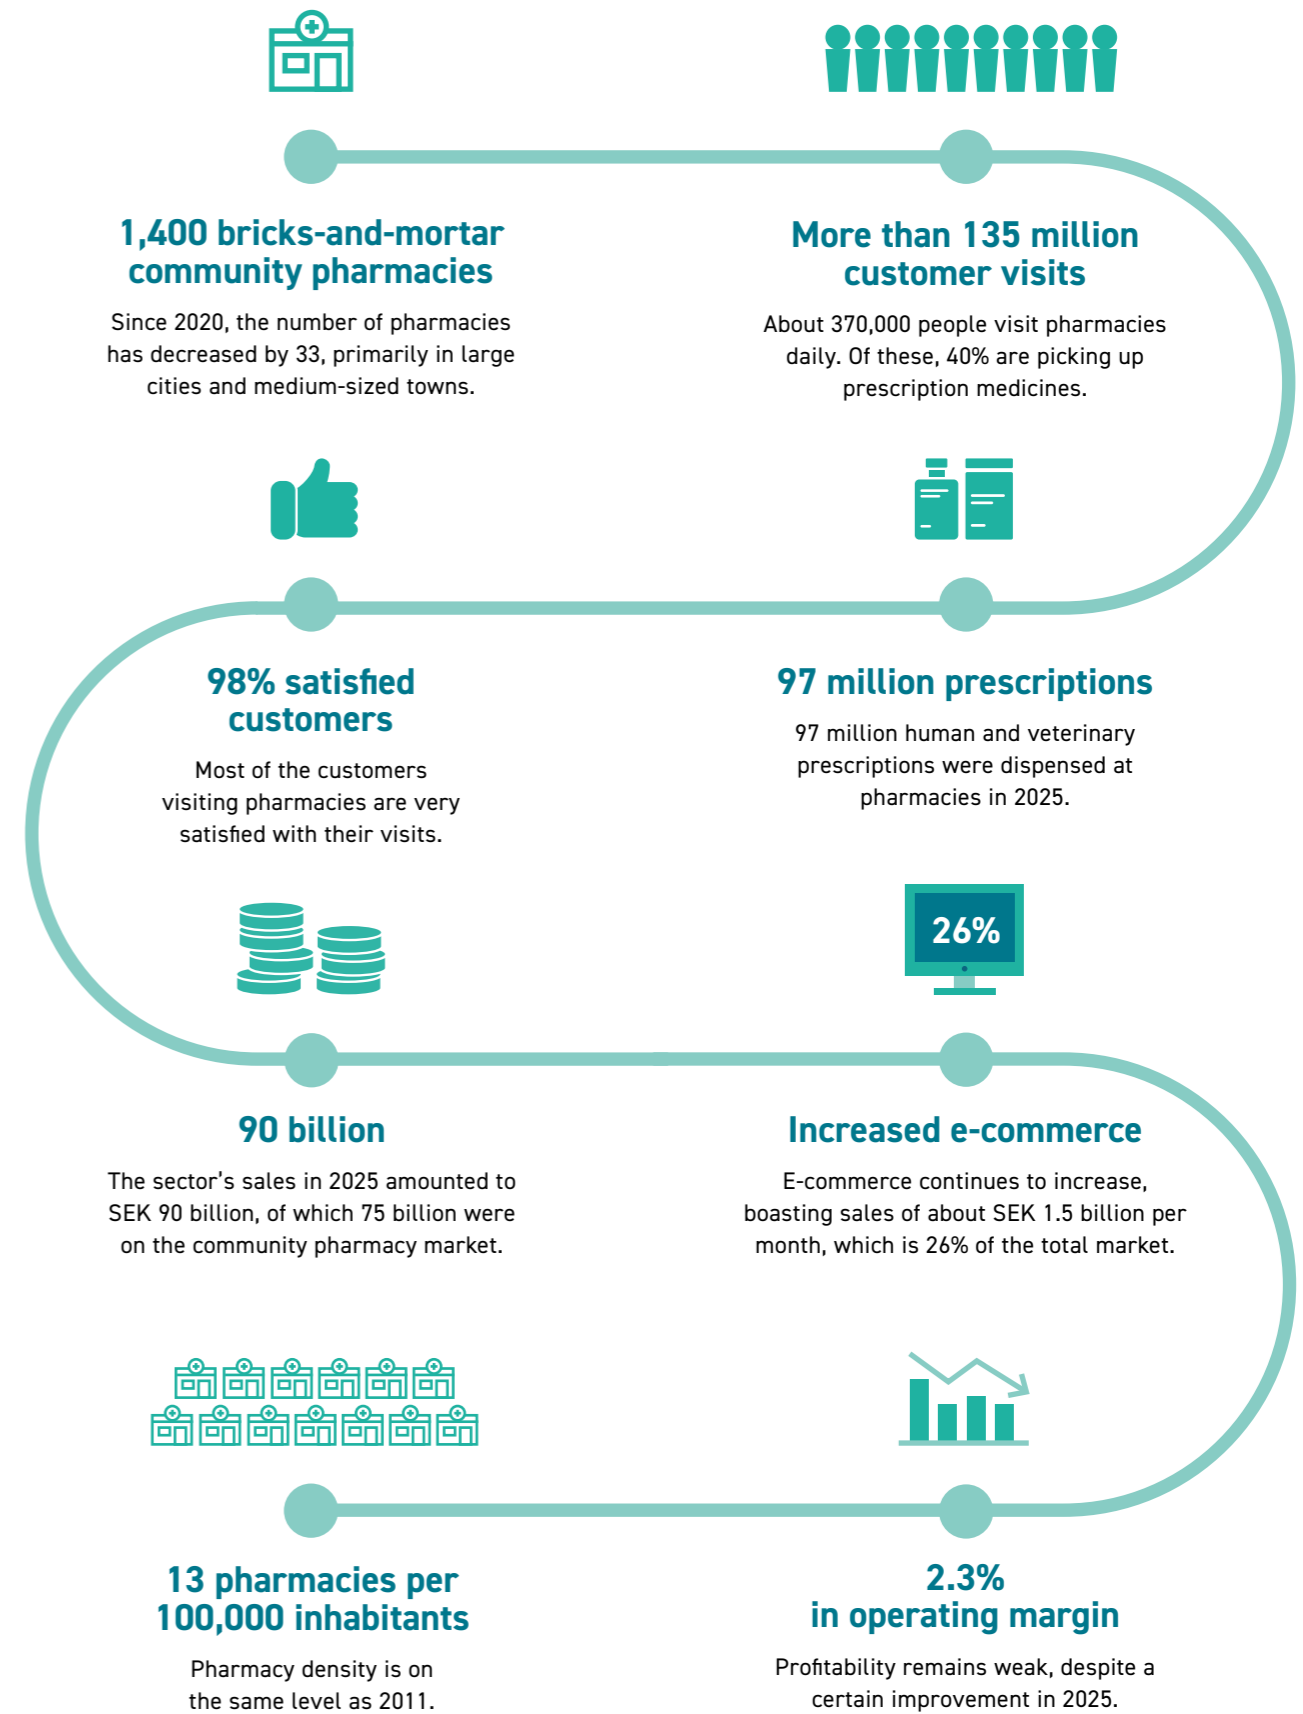 1,400 bricks-and-mortar
community pharmacies
Since 2020, the number of pharmacies
has decreased by 33, primarily in large
cities and medium-sized towns.
More than 135 million
customer visits
About 370,000 people visit pharmacies
daily. Of these, 40% are picking up
prescription medicines.
97 million prescriptions
97 million human and veterinary
prescriptions were dispensed at
pharmacies in 2025.
98% satisfied
customers
Most of the customers
visiting pharmacies are very
satisfied with their visits.
90 billion
The sector's sales in 2025 amounted to
SEK 90 billion, of which 75 billion were
on the community pharmacy market.
26%
Increased e-commerce
E-commerce continues to increase,
boasting sales of about SEK 1.5 billion per
month, which is 26% of the total market.
2.3%
in operating margin
Profitability remains weak, despite a
certain improvement in 2025.
13 pharmacies per
100,000 inhabitants
Pharmacy density is on
the same level as 2011.